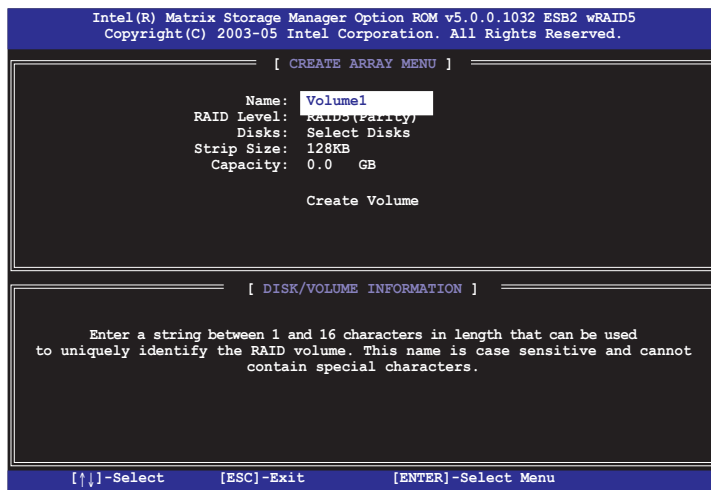 Intel(R) Matrix Storage Manager Option ROM v5.0.0.1032 ESB2 wRAID5
Copyright(C) 2003-05 Intel Corporation. All Rights Reserved.
[ CREATE ARRAY MENU ]
Name: Volume1
RAID Level: RAID5(Parity)
Disks: Select Disks
Strip Size: 128KB
Capacity: 0.0 GB
Create Volume
[ DISK/VOLUME INFORMATION ]
Enter a string between 1 and 16 characters in length that can be used
to uniquely identify the RAID volume. This name is case sensitive and cannot
contain special characters.
[↑↓]-Select [ESC]-Exit [ENTER]-Select Menu